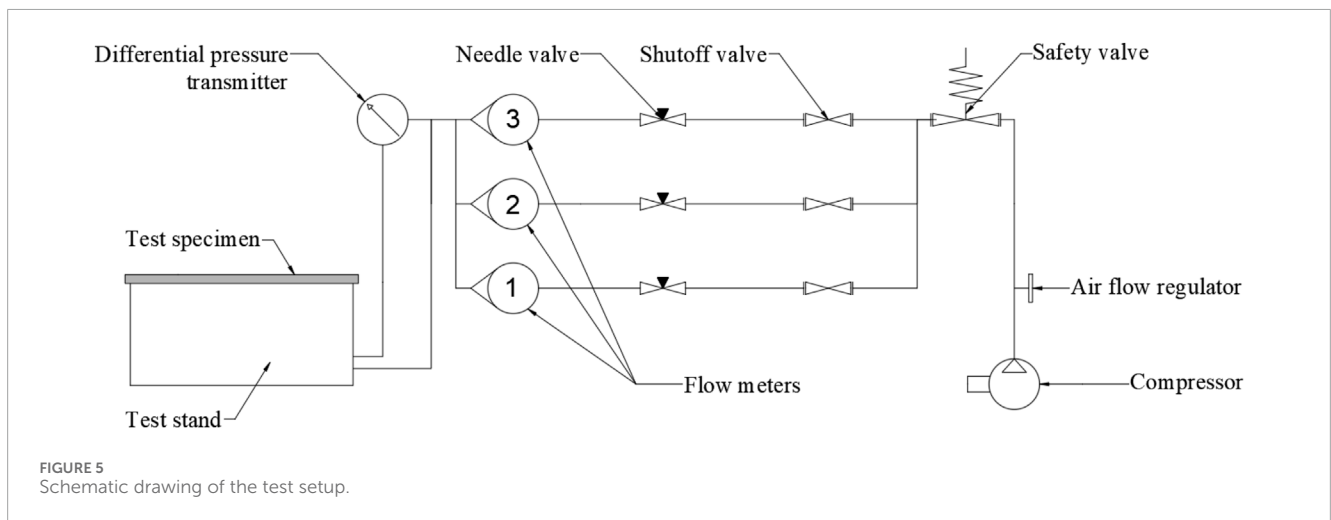 Differential pressure
transmitter
Needle valve
Shutoff valve
Safety valve
3
2
1
Test specimen
Air flow regulator
Flow meters
Compressor
Test stand
FIGURE 5
Schematic drawing of the test setup.